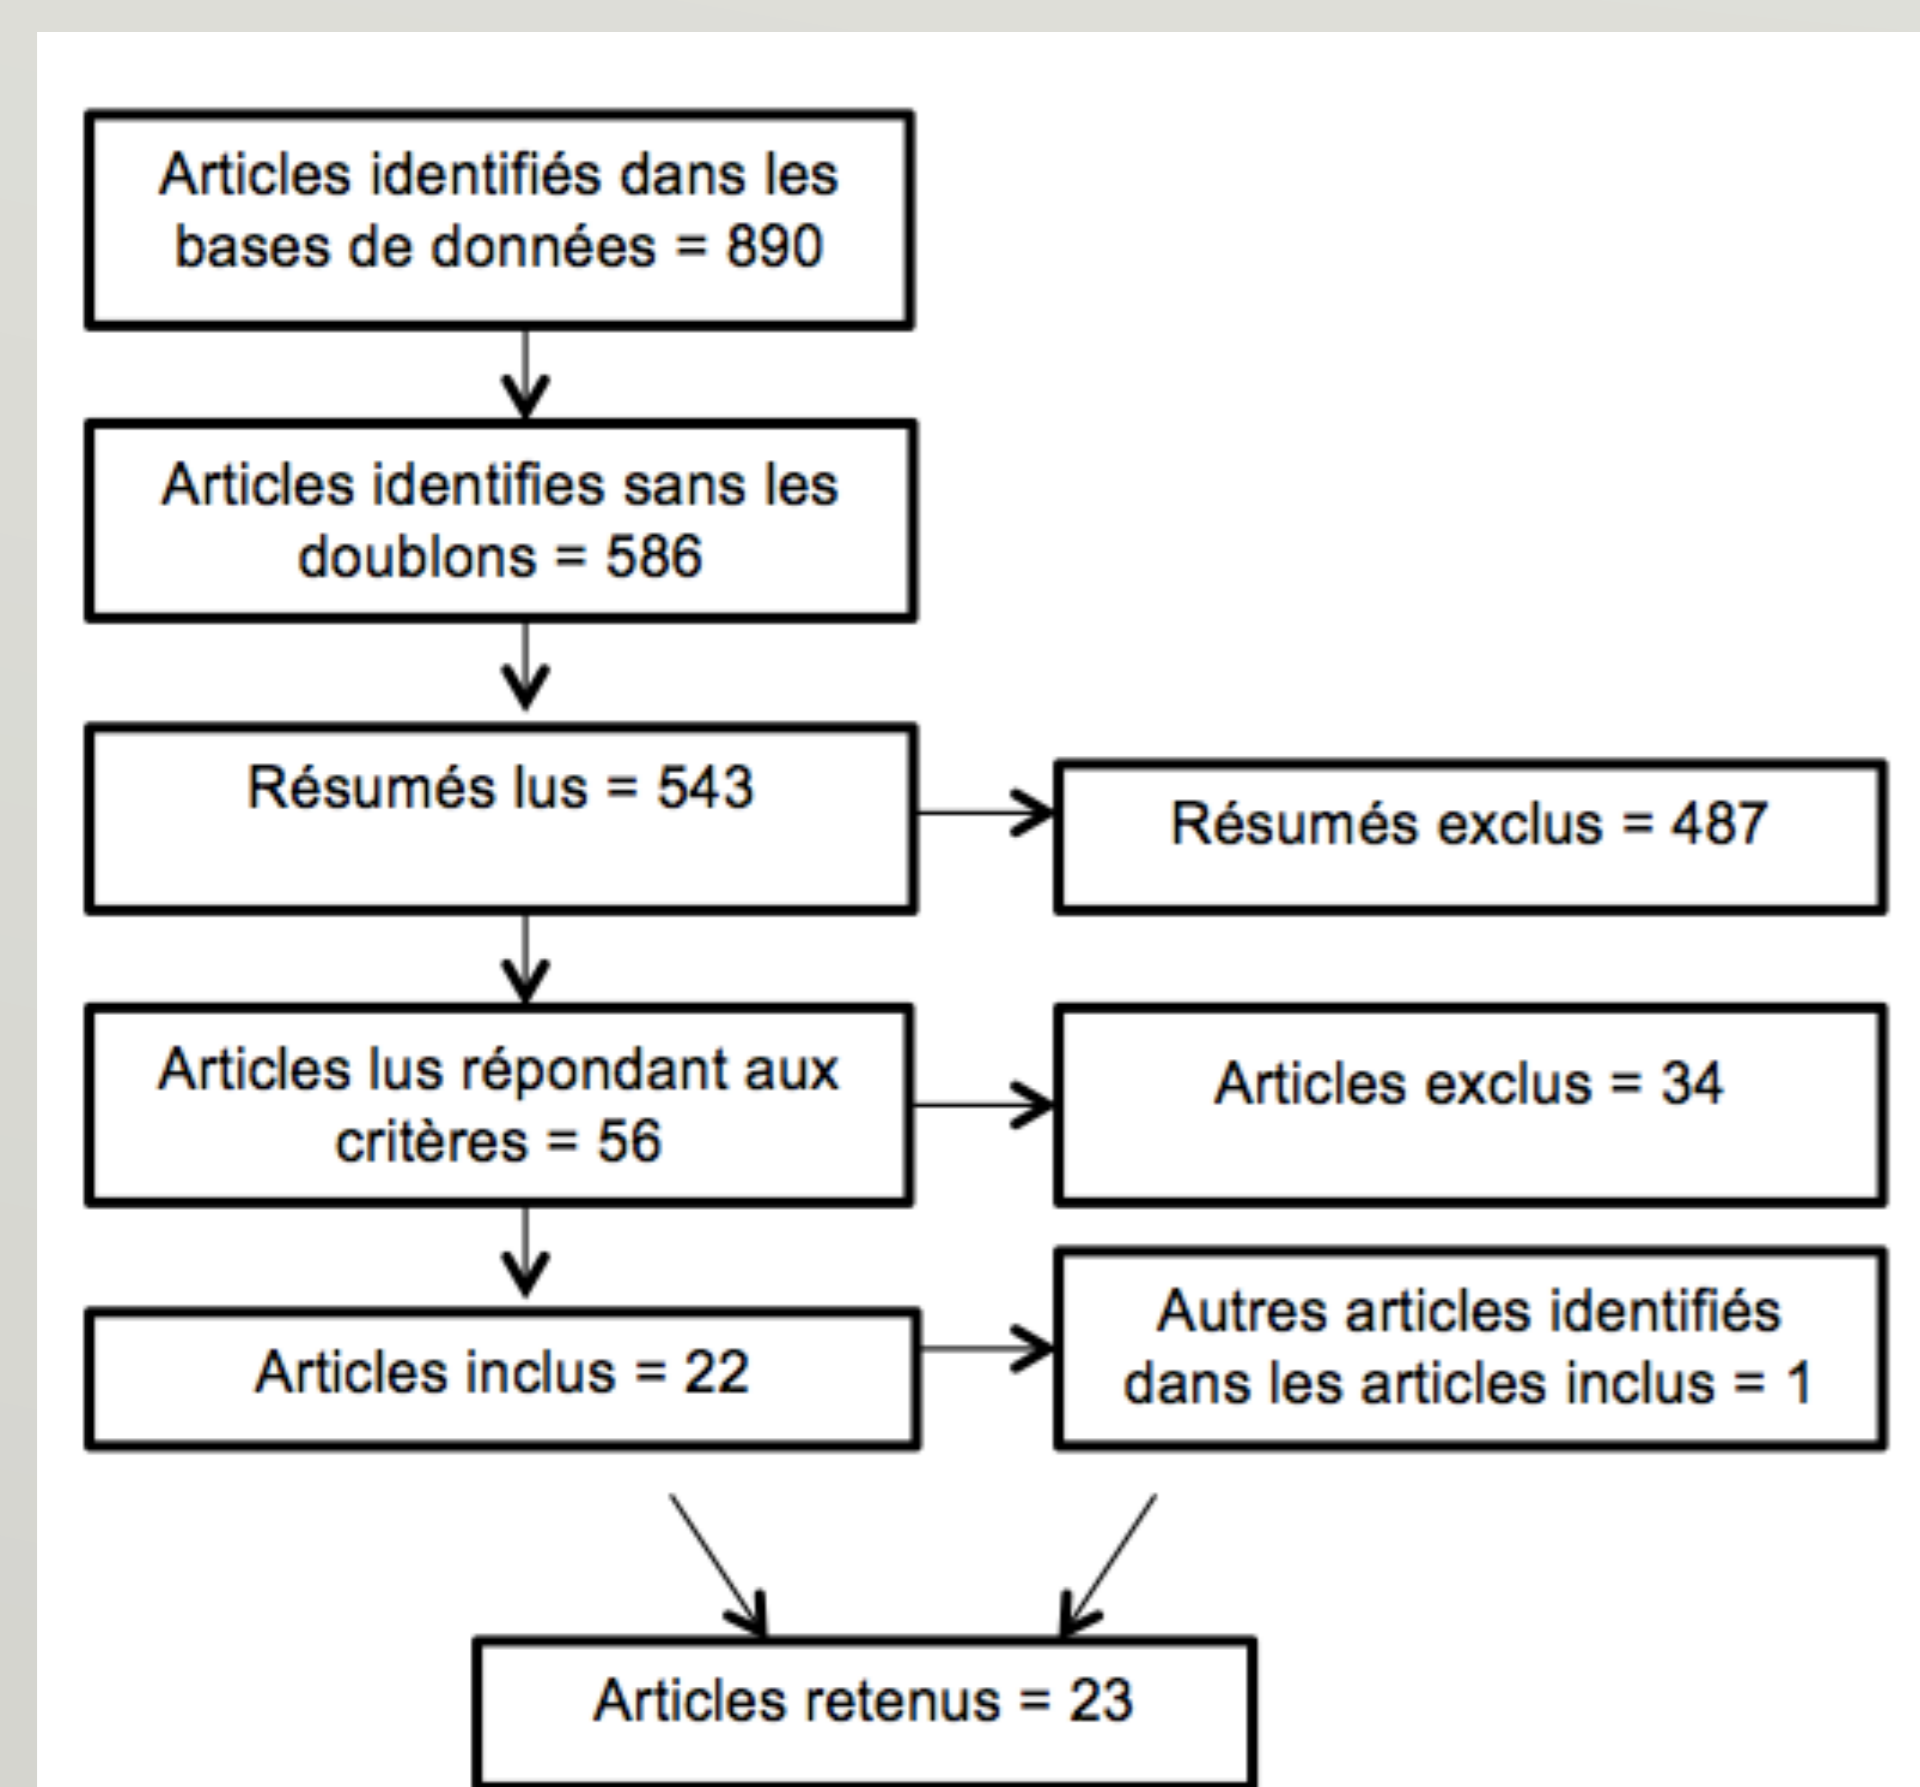 Articles identifiés dans les
bases de données = 890
Articles identifies sans les
doublons = 586
Résumés lus = 543
Résumés exclus = 487
Articles lus répondant aux
critères = 56
Articles exclus = 34
Articles inclus = 22
Autres articles identifiés
dans les articles inclus = 1
Articles retenus = 23